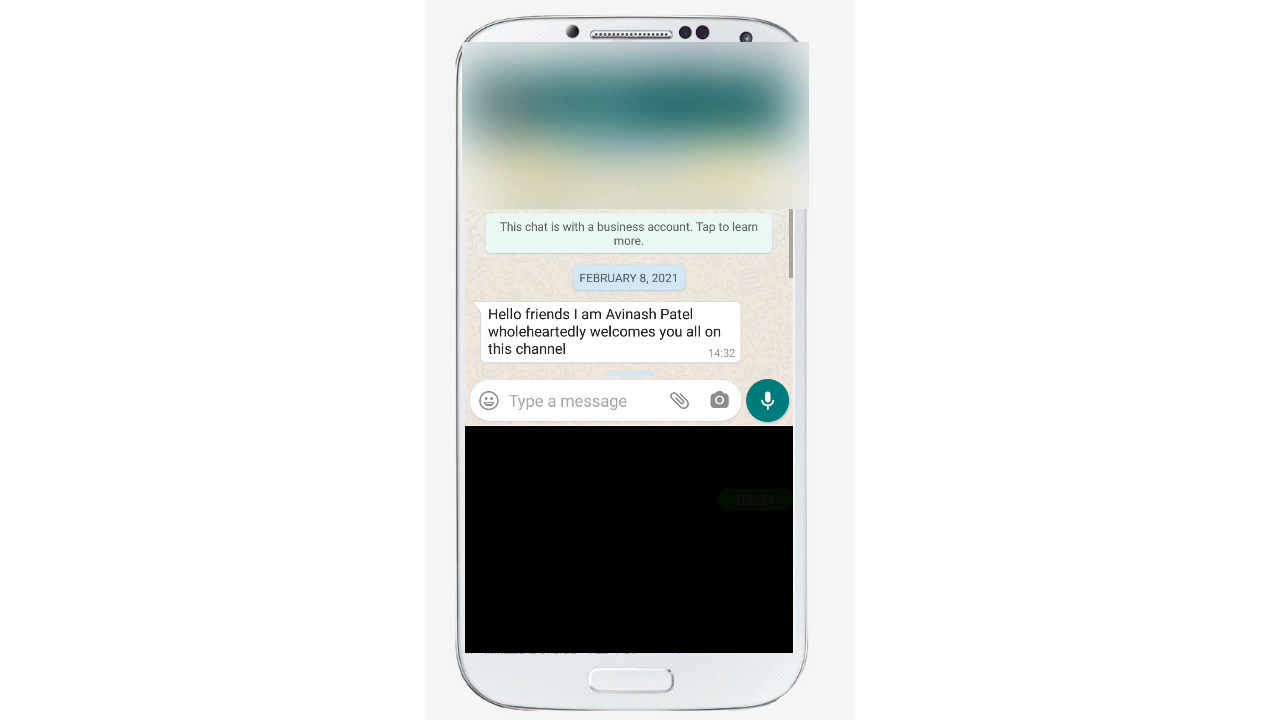 This chat is with a business account. Tap to learn
more.
FEBRUARY 8, 2021
Hello friends I am Avinash Patel
wholeheartedly welcomes you all on
this channel
14:32
Type a message